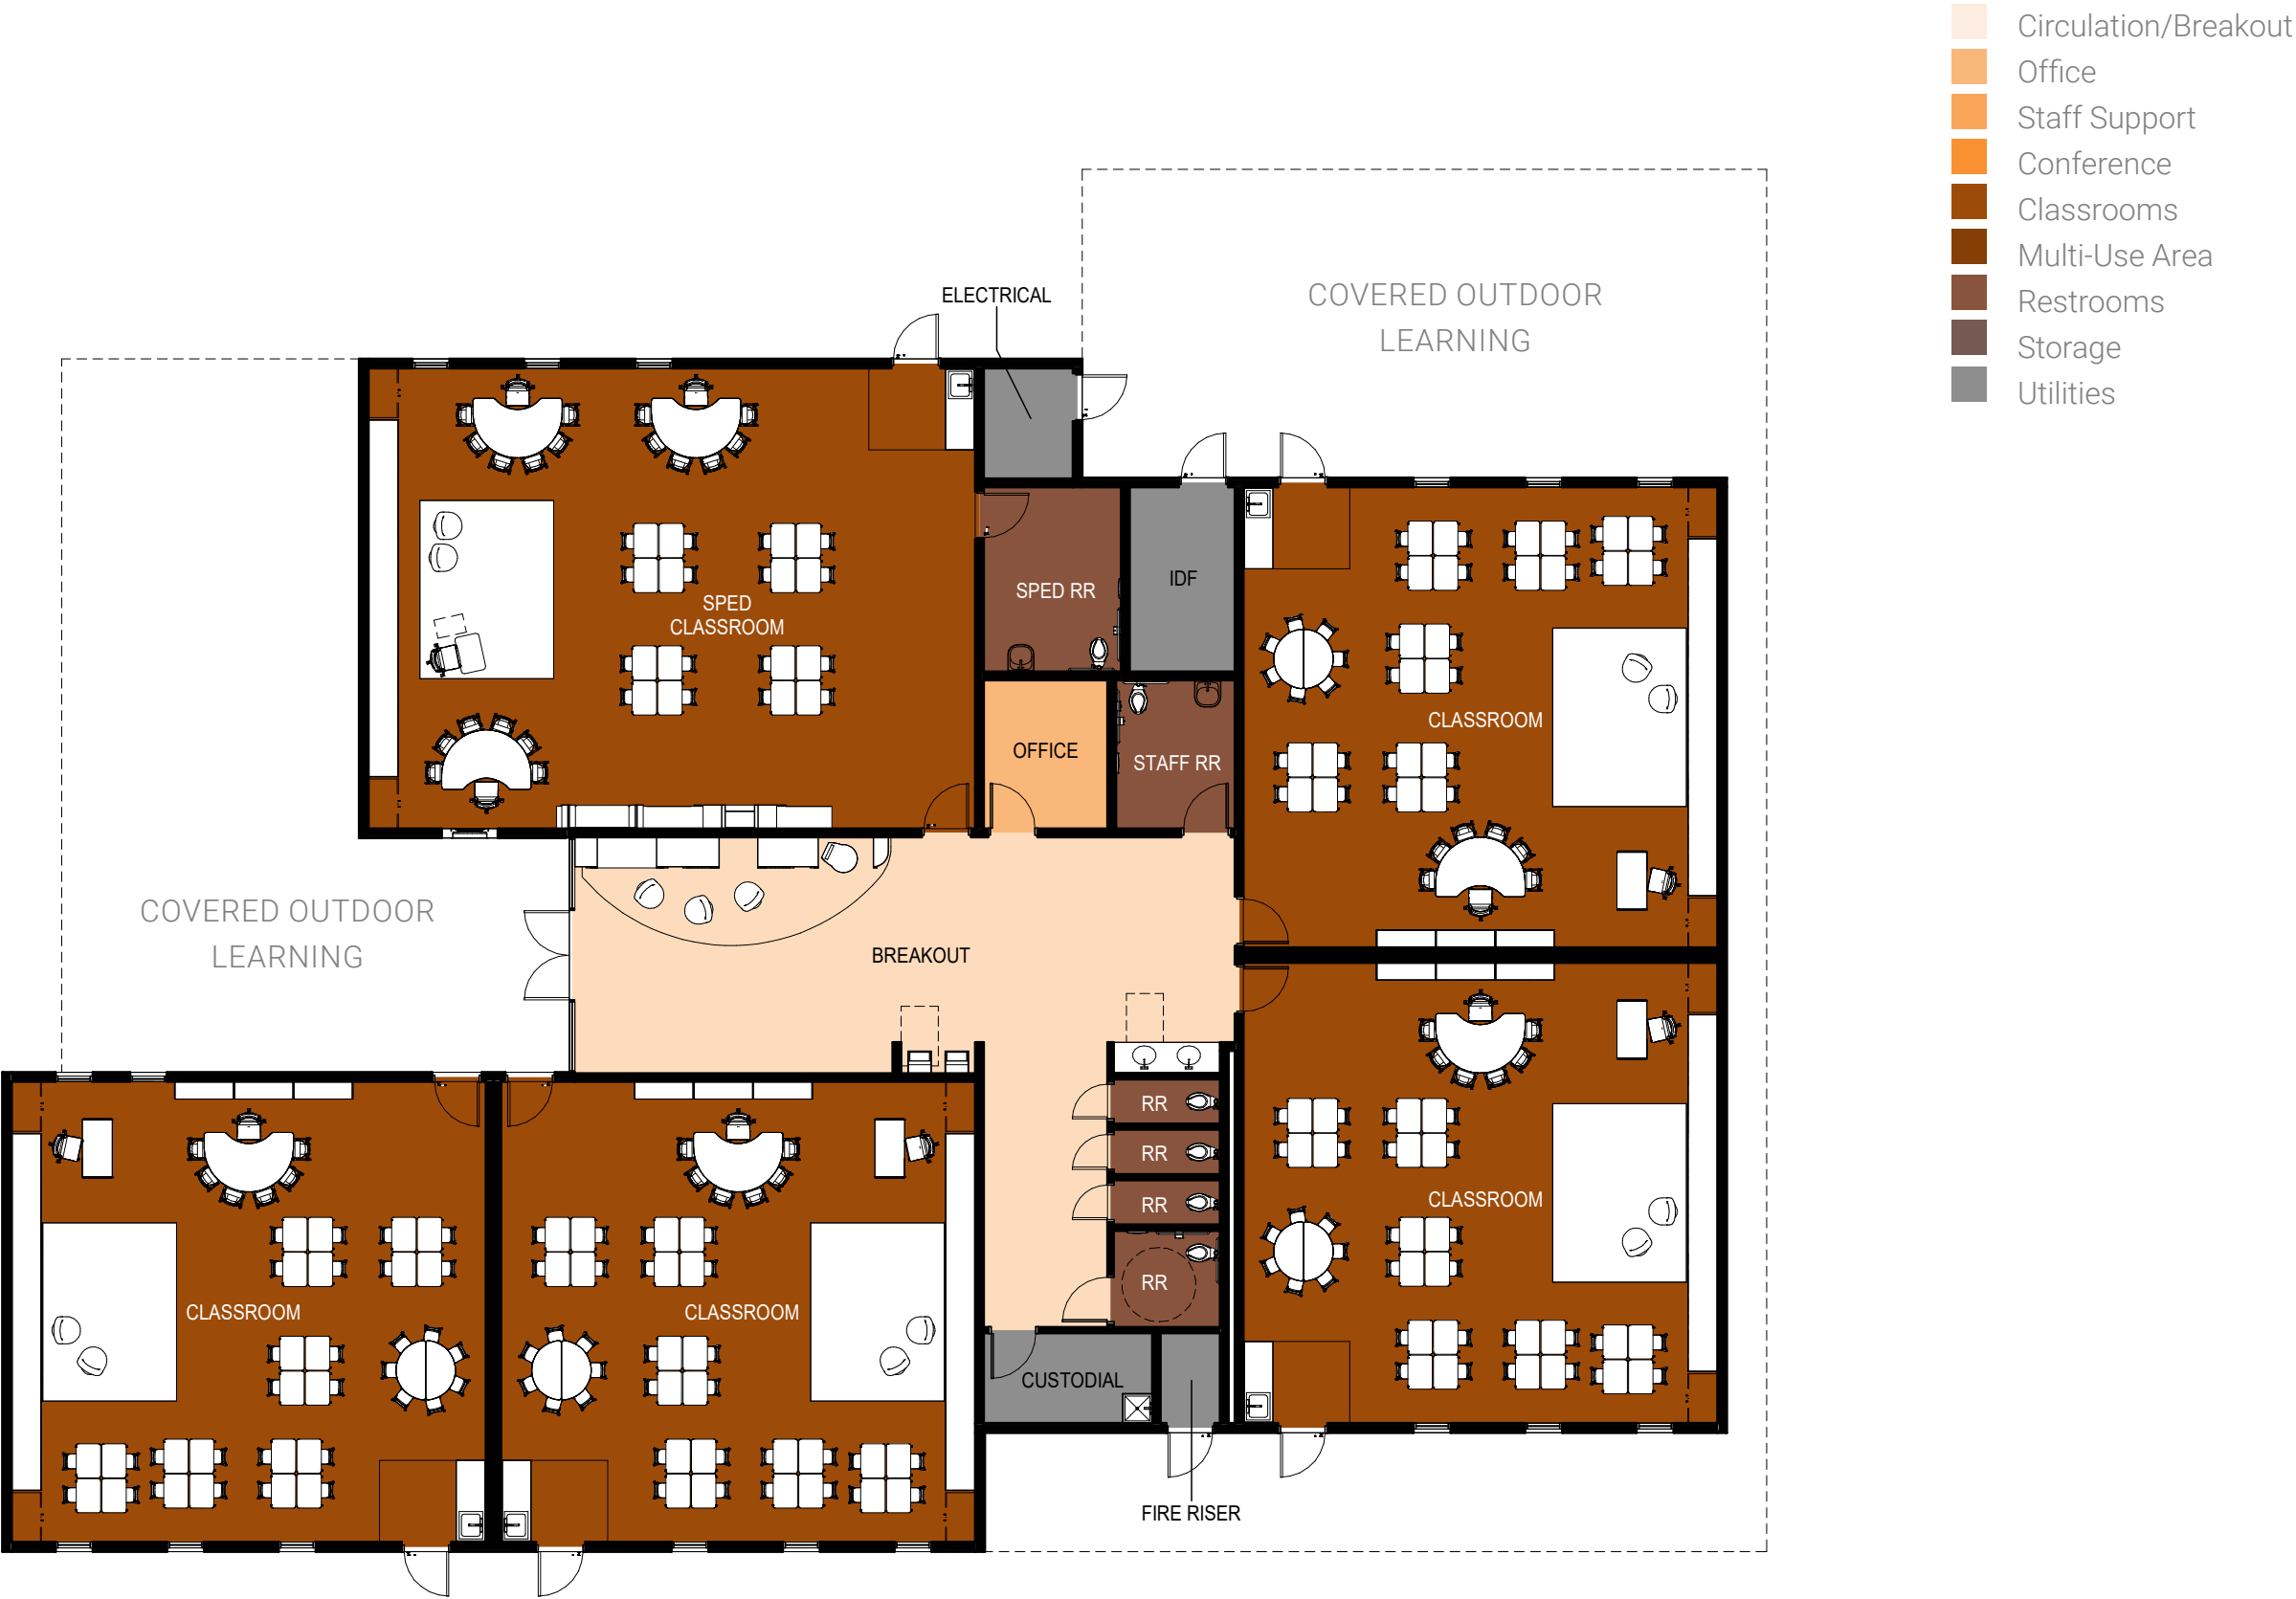 Circulation/Breakout
Office
Staff Support
Conference
Classrooms
Multi-Use Area
Restrooms
Storage
Utilities
ELECTRICAL
COVERED OUTDOOR
LEARNING
SPED RR
IDF
SPED
CLASSROOM
CLASSROOM
OFFICE
STAFF RR
COVERED OUTDOOR
LEARNING
BREAKOUT
RR
RR
RR
RR
CLASSROOM
CLASSROOM
CLASSROOM
CUSTODIAL
FIRE RISER